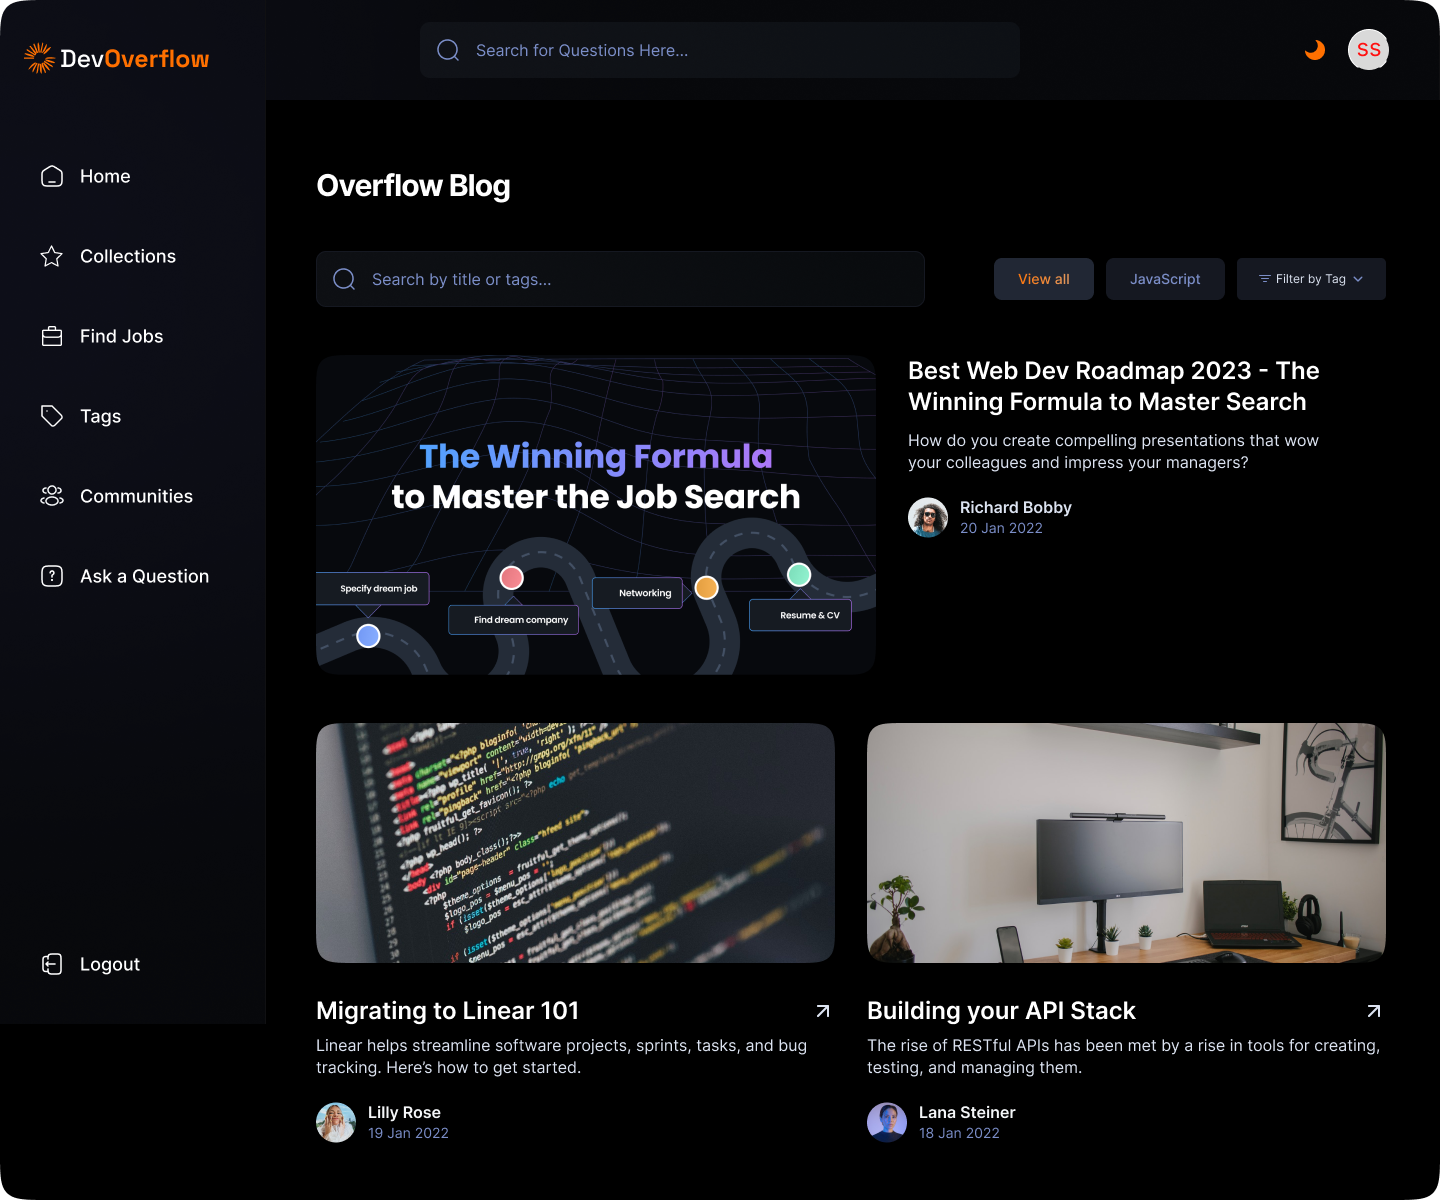 DevOverflow
Search for Questions Here...
SS
Home
Collections
Find Jobs
Tags
Communities
Ask a Question
Logout
Overflow Blog
Search by title or tags...
View all
JavaScript
Filter by Tag
The Winning Formula
to Master the Job Search
Specify dream job
Find dream company
Networking
Resume & CV
Best Web Dev Roadmap 2023 - The
Winning Formula to Master Search
How do you create compelling presentations that wow
your colleagues and impress your managers?
Richard Bobby
20 Jan 2022
Migrating to Linear 101
Linear helps streamline software projects, sprints, tasks, and bug
tracking. Here’s how to get started.
Lilly Rose
19 Jan 2022
Building your API Stack
The rise of RESTful APIs has been met by a rise in tools for creating,
testing, and managing them.
Lana Steiner
18 Jan 2022